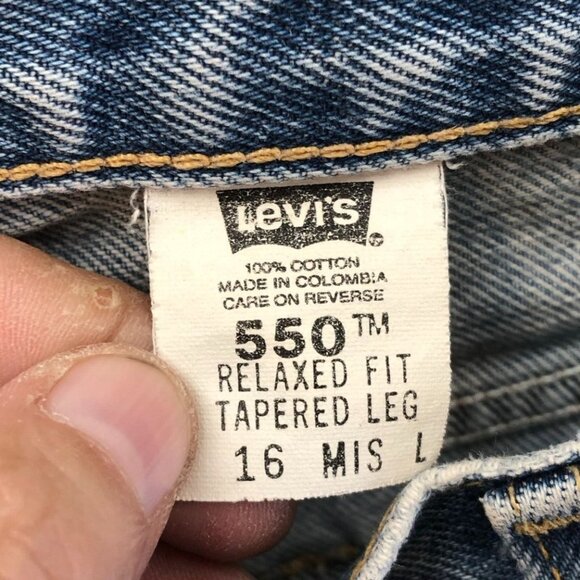 Levi's
100% COTTON
MADE IN COLOMBIA
CARE ON REVERSE
550™
RELAXED FIT
TAPERED LEG
16 MIS L